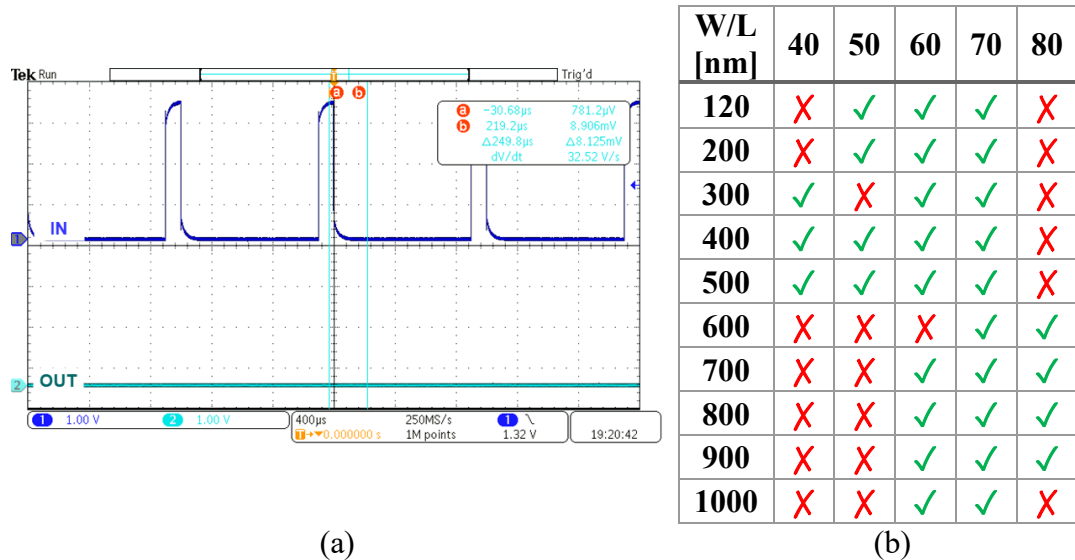 Tek Run Trig'd
T
a b
a −30.68µs 781.2µV
b 219.2µs 8.906mV
Δ249.8µs Δ8.125mV
dV/dt 32.52 V/s
1 IN
2 OUT
1 1.00 V 2 1.00 V 400µs 250MS/s 1 \
T→▼0.000000 s 1M points 1.32 V 19:20:42
(a)
W/L [nm] 40 50 60 70 80
120 ✗ ✓ ✓ ✓ ✗
200 ✗ ✓ ✓ ✓ ✗
300 ✓ ✗ ✓ ✓ ✗
400 ✓ ✓ ✓ ✓ ✗
500 ✓ ✓ ✓ ✓ ✗
600 ✗ ✗ ✗ ✓ ✓
700 ✗ ✗ ✓ ✓ ✓
800 ✗ ✗ ✓ ✓ ✓
900 ✗ ✗ ✓ ✓ ✓
1000 ✗ ✗ ✓ ✓ ✗
(b)